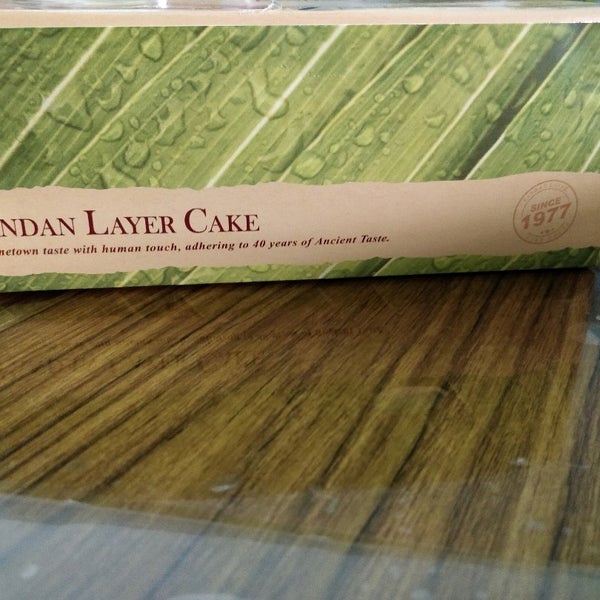 NDAN LAYER CAKE
metown taste with human touch, adhering to 40 years of Ancient Taste.
SINCE
1977